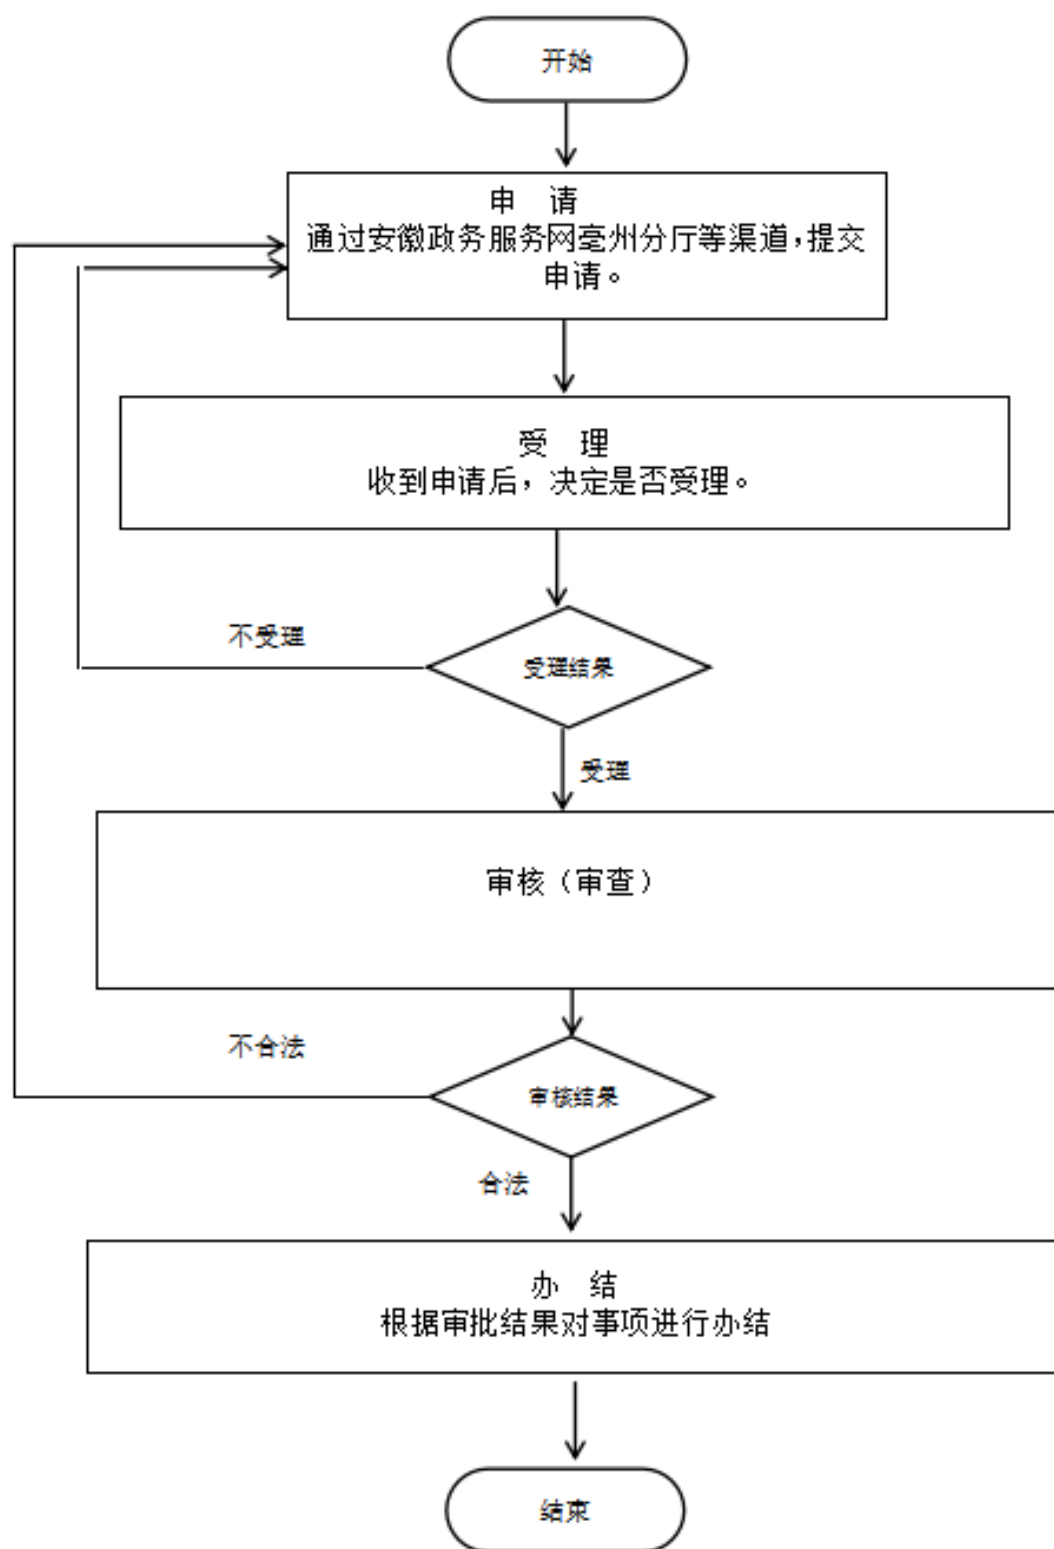 开始
申 请
通过安徽政务服务网亳州分厅等渠道,提交
申请。
受 理
收到申请后，决定是否受理。
不受理
受理结果
受理
审核（审查）
不合法
审核结果
合法
办 结
根据审批结果对事项进行办结
结束